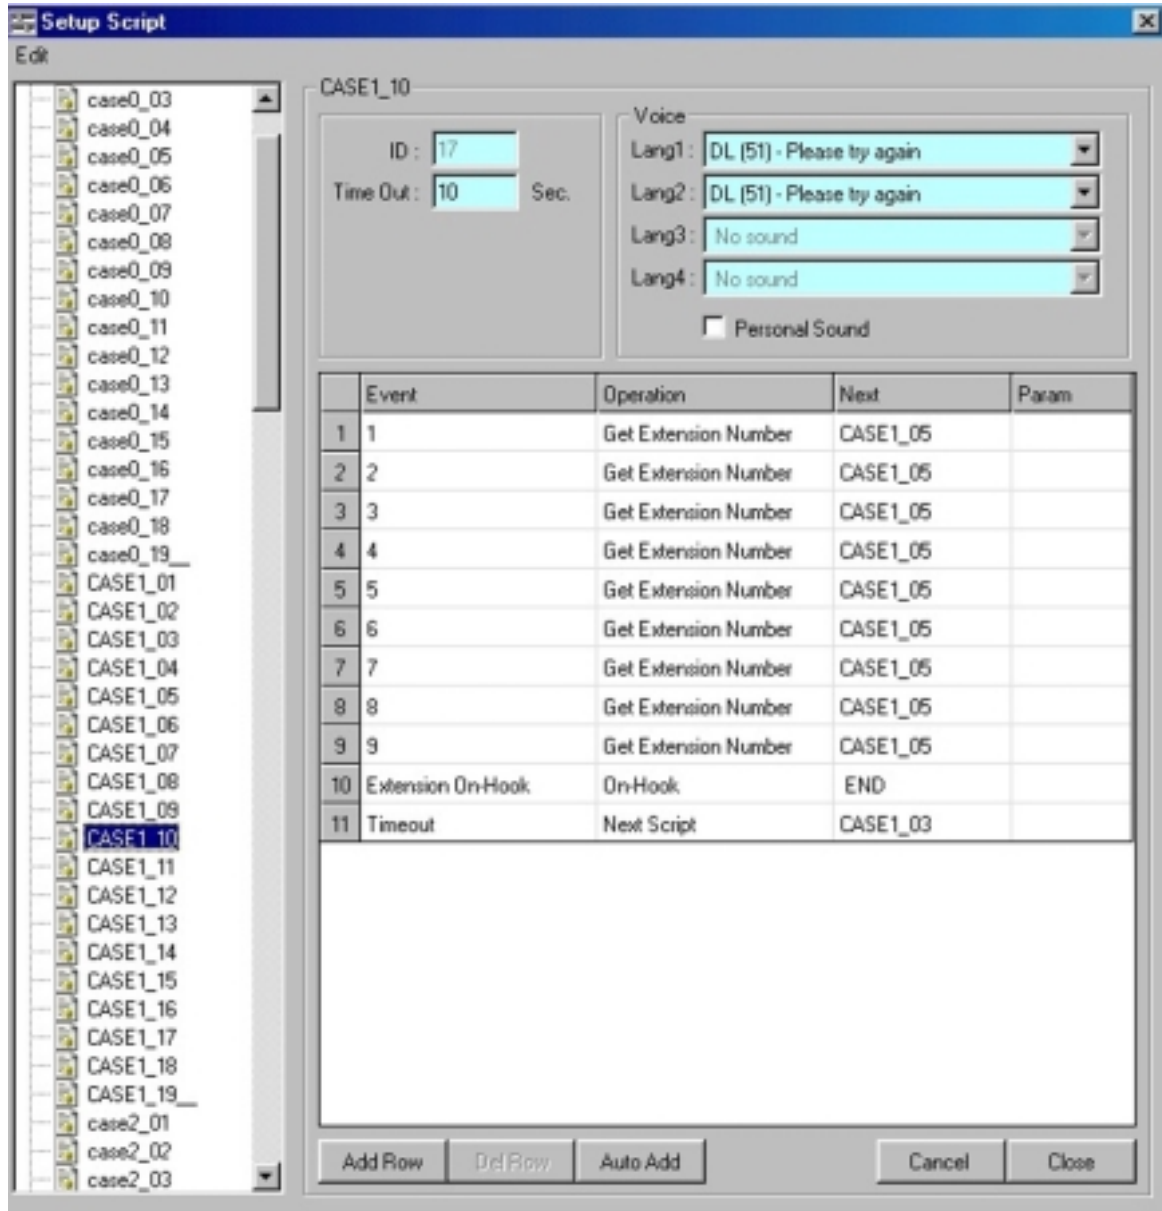 Setup Script
Edit
case0_03
case0_04
case0_05
case0_06
case0_07
case0_08
case0_09
case0_10
case0_11
case0_12
case0_13
case0_14
case0_15
case0_16
case0_17
case0_18
case0_19__
CASE1_01
CASE1_02
CASE1_03
CASE1_04
CASE1_05
CASE1_06
CASE1_07
CASE1_08
CASE1_09
CASE1_10
CASE1_11
CASE1_12
CASE1_13
CASE1_14
CASE1_15
CASE1_16
CASE1_17
CASE1_18
CASE1_19__
case2_01
case2_02
case2_03
CASE1_10
ID : 17
Time Out : 10 Sec.
Voice
Lang1 : DL (51) - Please try again
Lang2 : DL (51) - Please try again
Lang3 : No sound
Lang4 : No sound
Personal Sound
Event Operation Next Param
1 1 Get Extension Number CASE1_05
2 2 Get Extension Number CASE1_05
3 3 Get Extension Number CASE1_05
4 4 Get Extension Number CASE1_05
5 5 Get Extension Number CASE1_05
6 6 Get Extension Number CASE1_05
7 7 Get Extension Number CASE1_05
8 8 Get Extension Number CASE1_05
9 9 Get Extension Number CASE1_05
10 Extension On-Hook On-Hook END
11 Timeout Next Script CASE1_03
Add Row Del Row Auto Add Cancel Close